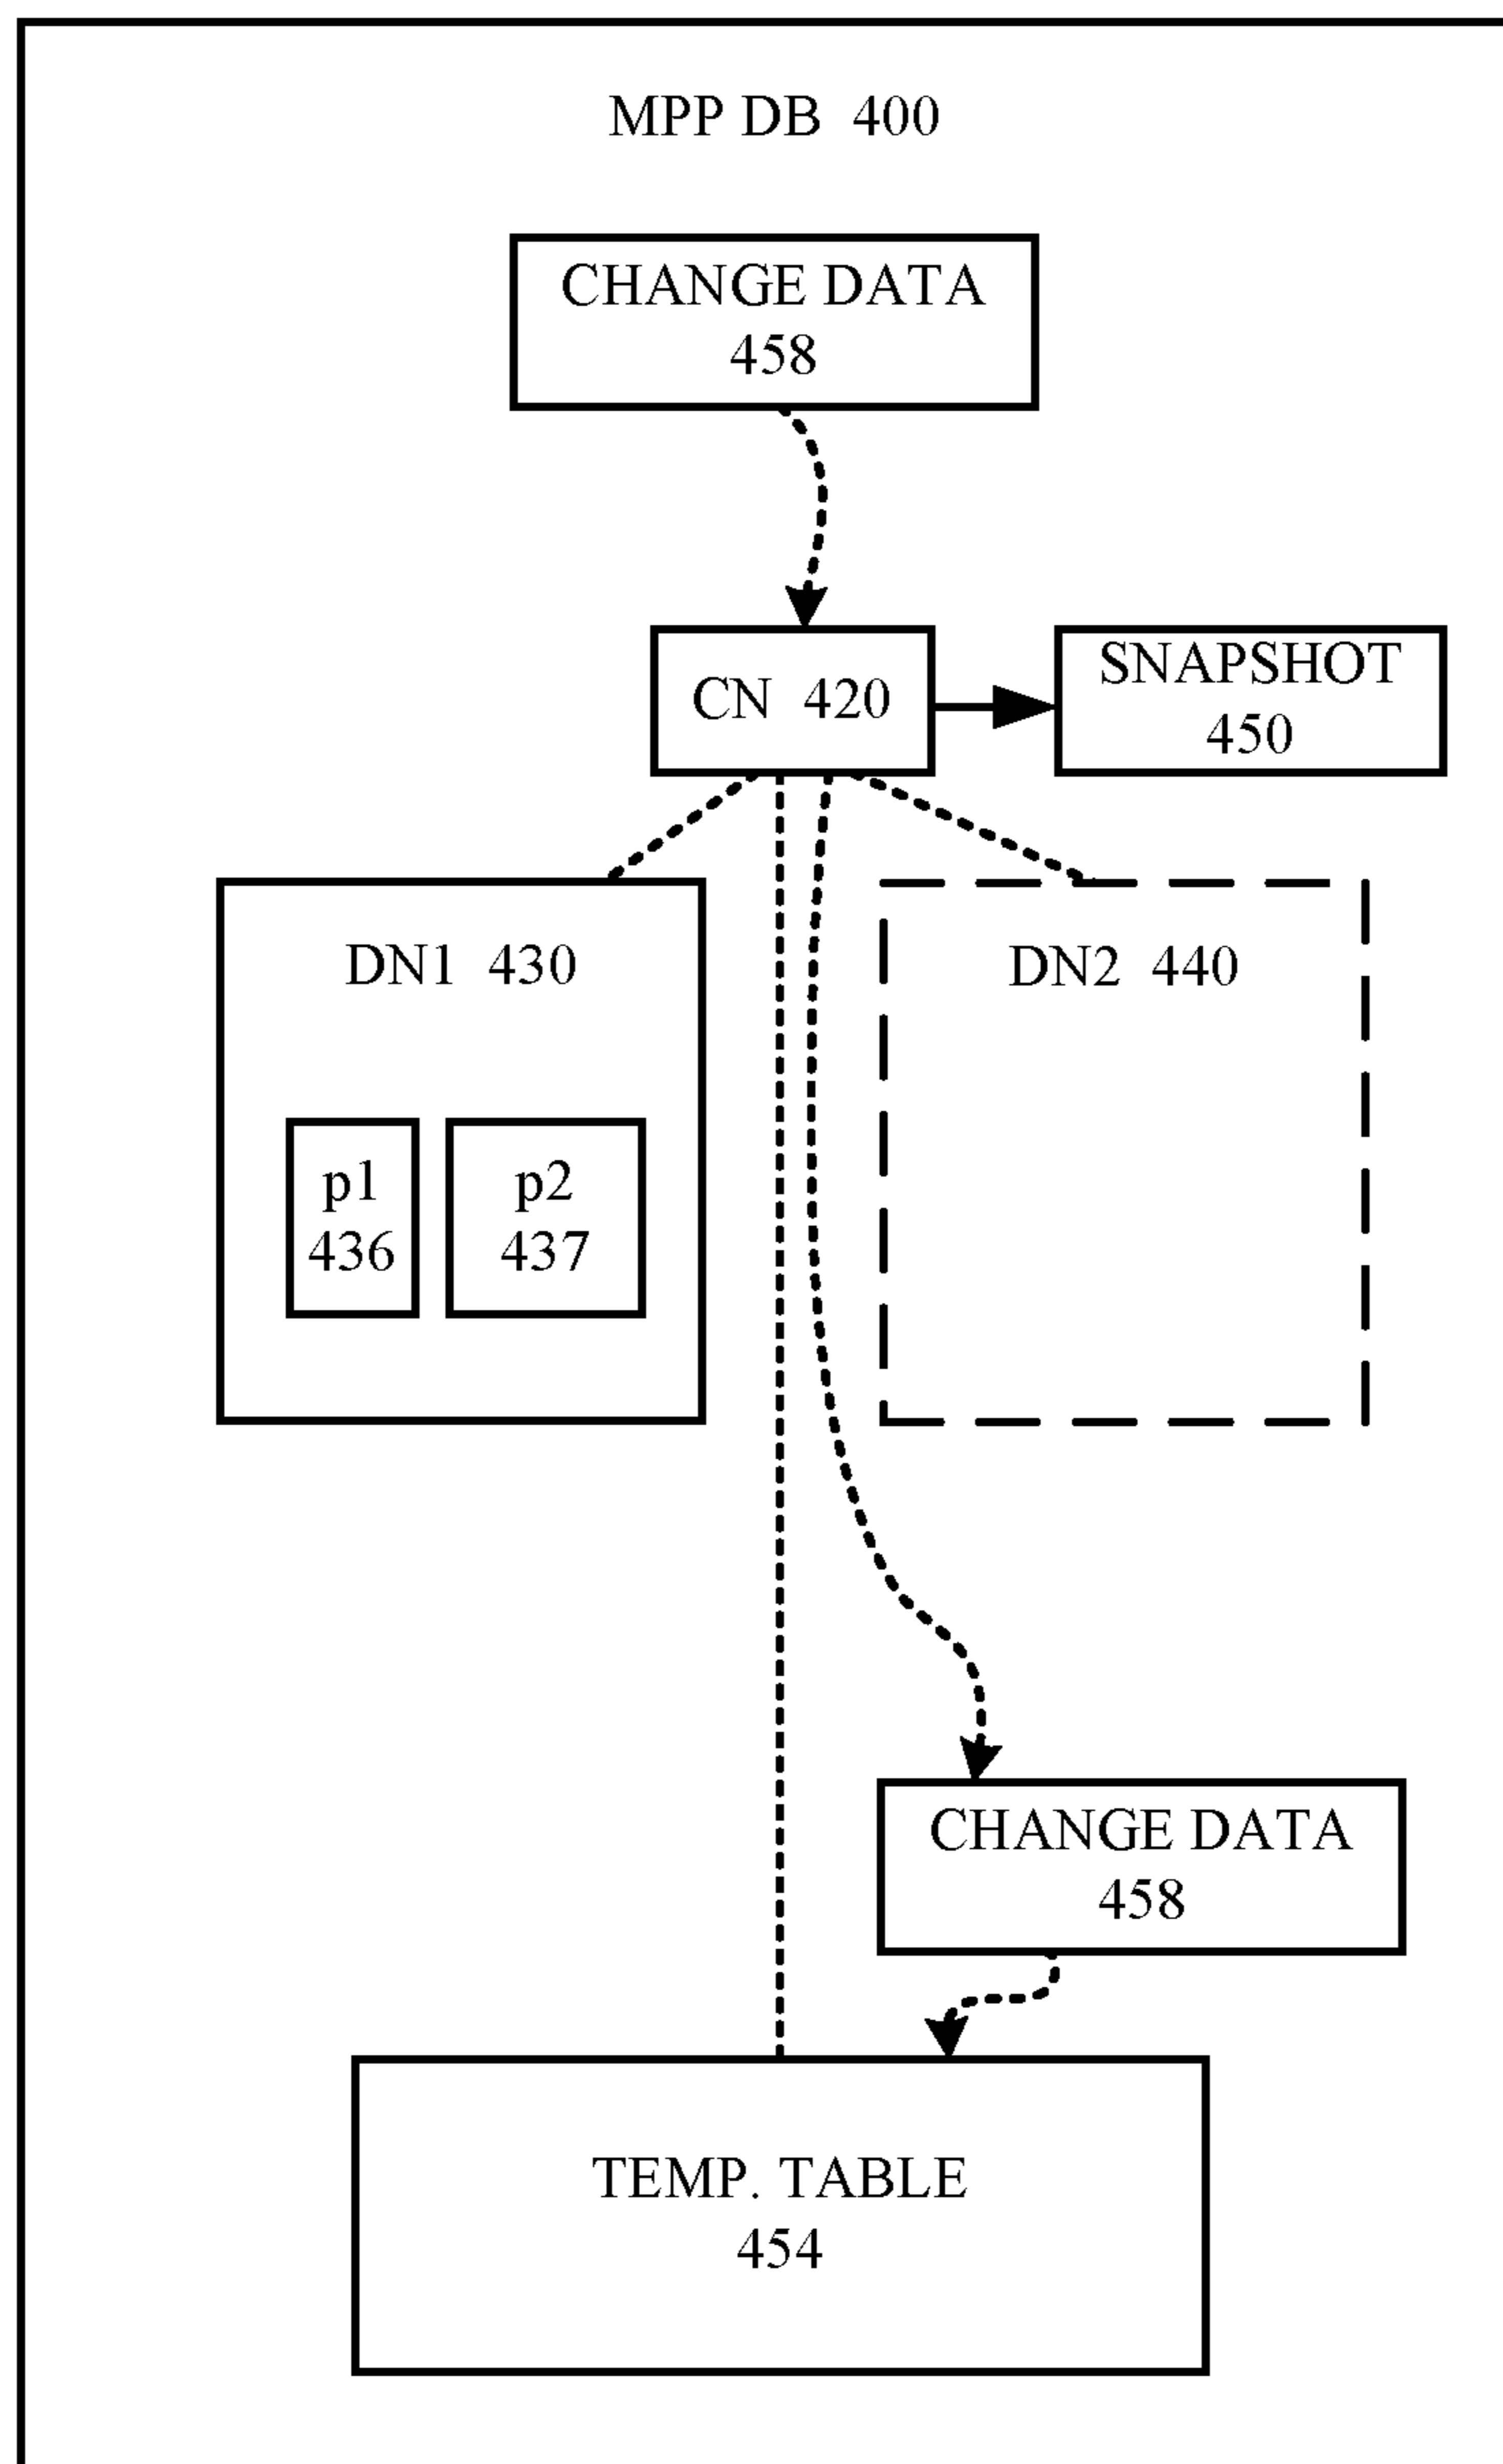 MPP DB 400
CHANGE DATA
458
CN 420
SNAPSHOT
450
DN1 430
DN2 440
p1
436
p2
437
CHANGE DATA
458
TEMP. TABLE
454